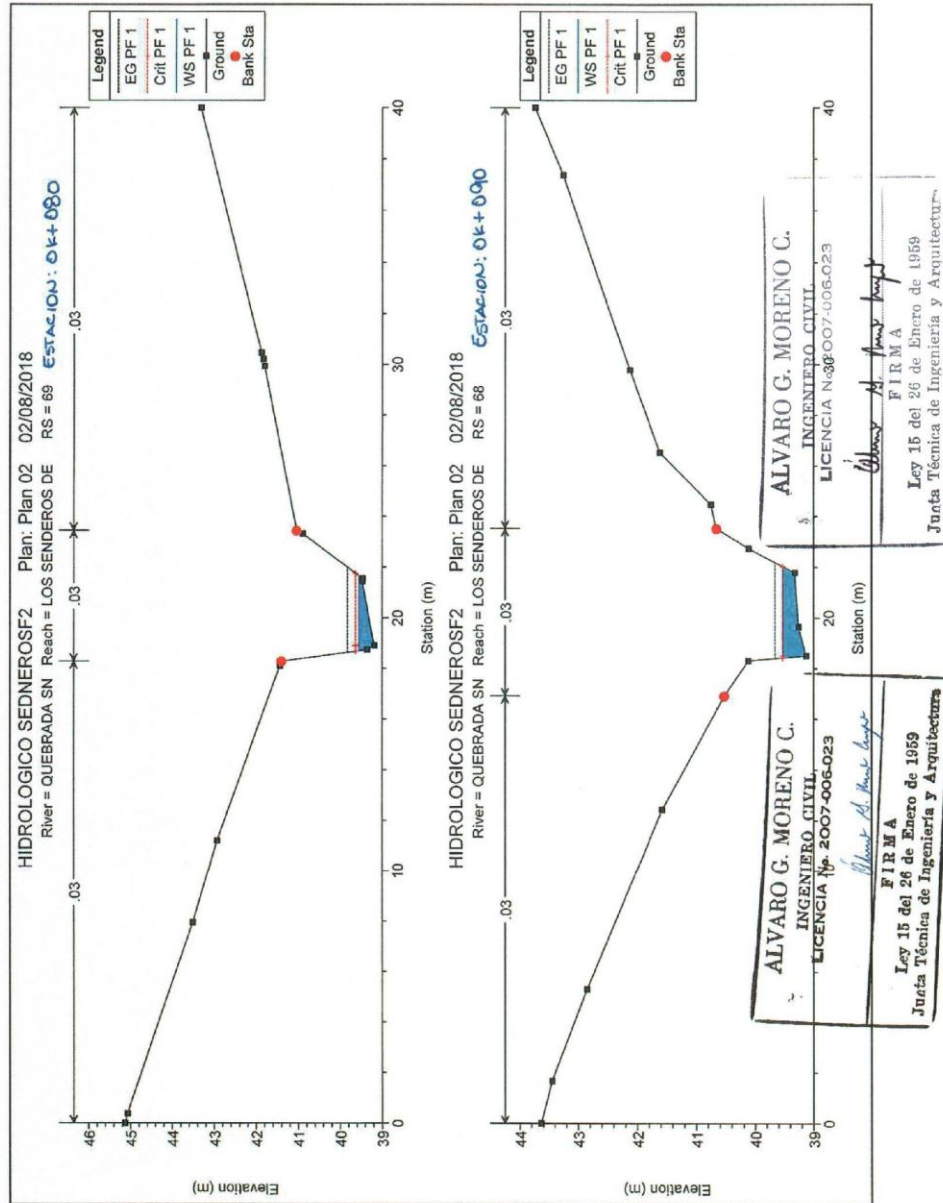 HIDROLOGICO SEDNEROSF2 Plan: Plan 02 02/08/2018
River = QUEBRADA SN Reach = LOS SENDEROS DE RS = 69 ESTACION: 0K+080
.03
.03
.03
Legend
EG PF 1
Crit PF 1
WS PF 1
Ground
Bank Sta
46
45
44
43
42
41
40
39
Elevation (m)
0
10
20
30
40
Station (m)
HIDROLOGICO SEDNEROSF2 Plan: Plan 02 02/08/2018
River = QUEBRADA SN Reach = LOS SENDEROS DE RS = 68 ESTACION: 0K+090
.03
.03
.03
Legend
EG PF 1
WS PF 1
Crit PF 1
Ground
Bank Sta
44
43
42
41
40
39
Elevation (m)
0
10
20
30
40
Station (m)
ALVARO G. MORENO C.
INGENIERO CIVIL
LICENCIA No. 2007-006-023
FIRMA
Ley 15 del 26 de Enero de 1959
Junta Técnica de Ingeniería y Arquitectura
ALVARO G. MORENO C.
INGENIERO CIVIL
LICENCIA No. 2007-006-023
FIRMA
Ley 15 del 26 de Enero de 1959
Junta Técnica de Ingeniería y Arquitectura